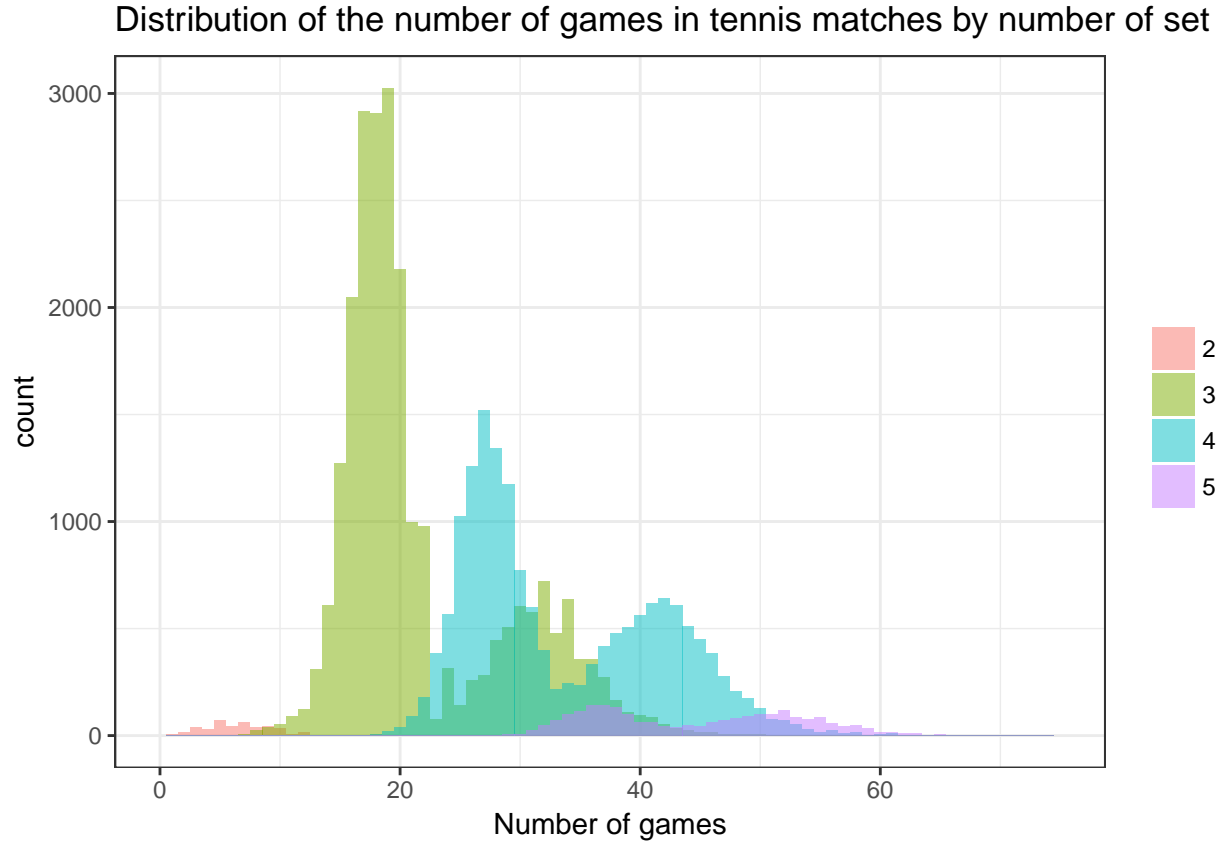 Distribution of the number of games in tennis matches by number of set
3000
2000
1000
0
count
0 20 40 60
Number of games
2
3
4
5